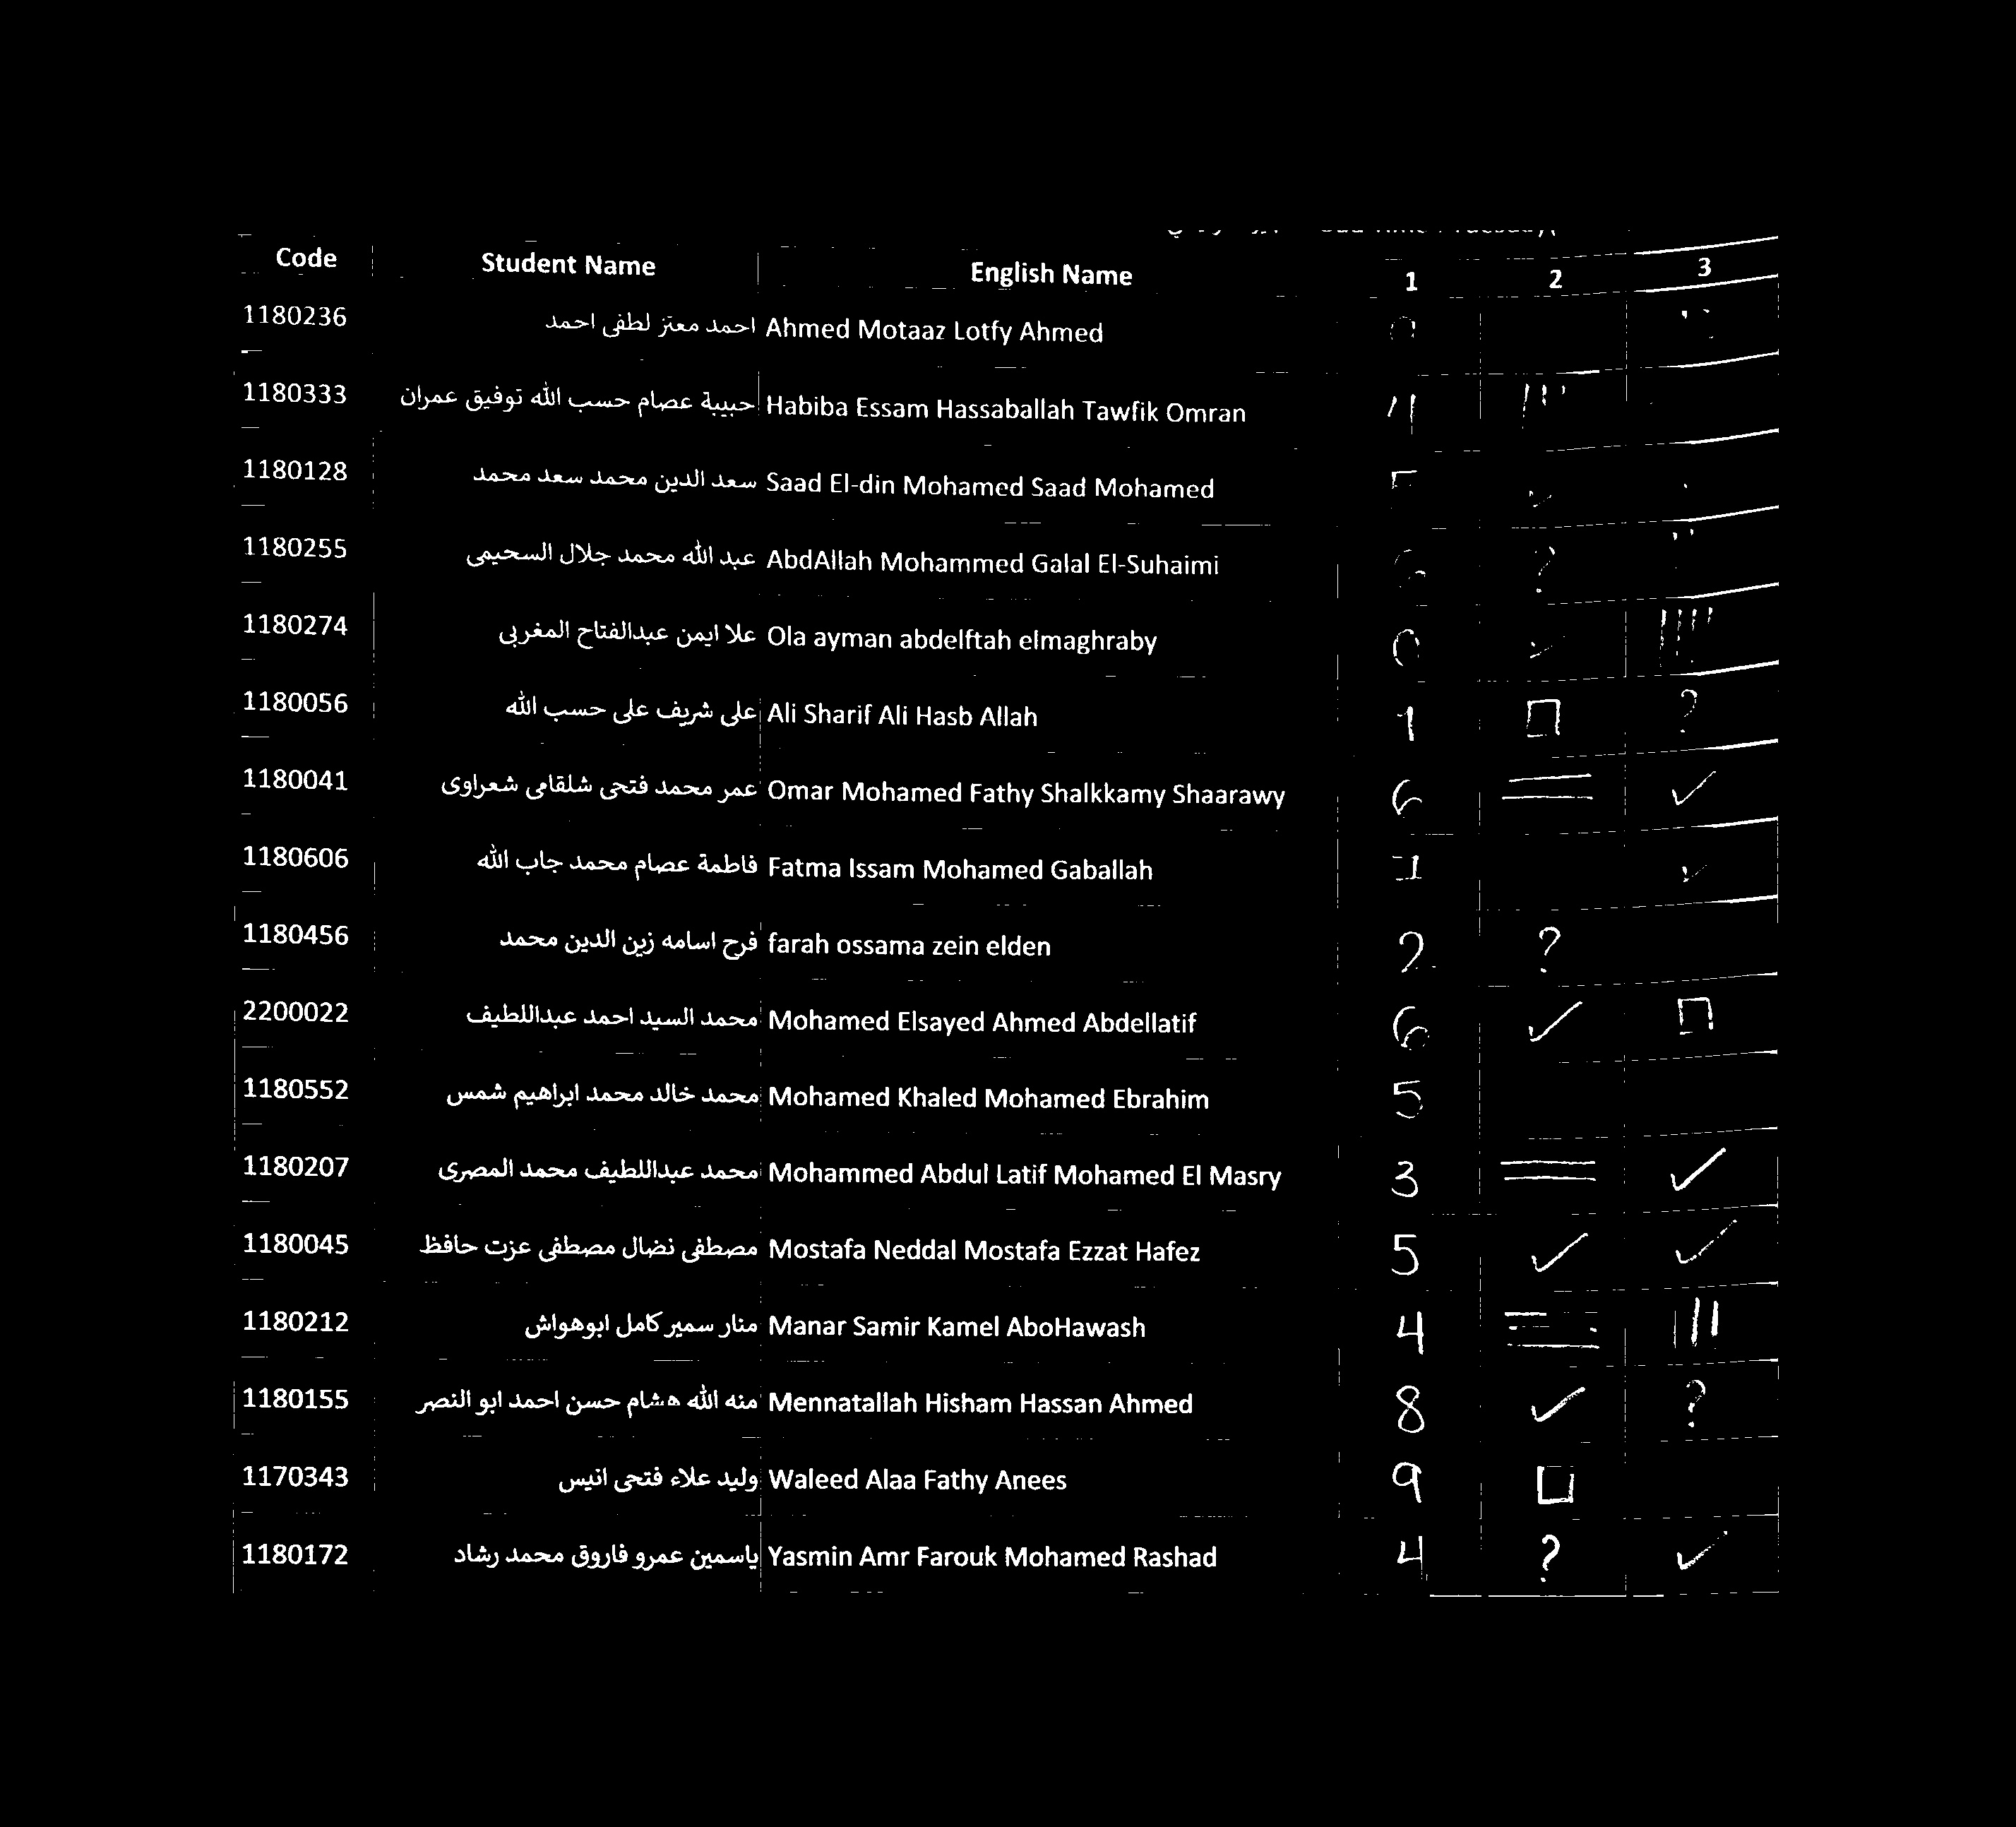 Code Student Name English Name 1 2 3
1180236 احمد معتز لطفى احمد Ahmed Motaaz Lotfy Ahmed
1180333 حبيبة عصام حسب الله توفيق عمران Habiba Essam Hassaballah Tawfik Omran 4 ||||
1180128 سعد الدين محمد سعد محمد Saad El-din Mohamed Saad Mohamed ✓
1180255 عبد الله محمد جلال السحيمى AbdAllah Mohammed Galal El-Suhaimi ?
1180274 علا ايمن عبدالفتاح المغربى Ola ayman abdelftah elmaghraby 0 ✓ |||||
1180056 على شريف على حسب الله Ali Sharif Ali Hasb Allah 1 □ ?
1180041 عمر محمد فتحى شلقامى شعراوى Omar Mohamed Fathy Shalkkamy Shaarawy 6 = ✓
1180606 فاطمة عصام محمد جاب الله Fatma Issam Mohamed Gaballah ✓
1180456 فرح اسامه زين الدين محمد farah ossama zein elden 2 ?
2200022 محمد السيد احمد عبداللطيف Mohamed Elsayed Ahmed Abdellatif 6 ✓ □
1180552 محمد خالد محمد ابراهيم شمس Mohamed Khaled Mohamed Ebrahim 5
1180207 محمد عبداللطيف محمد المصرى Mohammed Abdul Latif Mohamed El Masry 3 = ✓
1180045 مصطفى نضال مصطفى عزت حافظ Mostafa Neddal Mostafa Ezzat Hafez 5 ✓ ✓
1180212 منار سمير كامل ابوهواش Manar Samir Kamel AboHawash 4 ≡ |||
1180155 منه الله هشام حسن احمد ابو النصر Mennatallah Hisham Hassan Ahmed 8 ✓ ?
1170343 وليد علاء فتحى انيس Waleed Alaa Fathy Anees 9 □
1180172 ياسمين عمرو فاروق محمد رشاد Yasmin Amr Farouk Mohamed Rashad 4 ? ✓